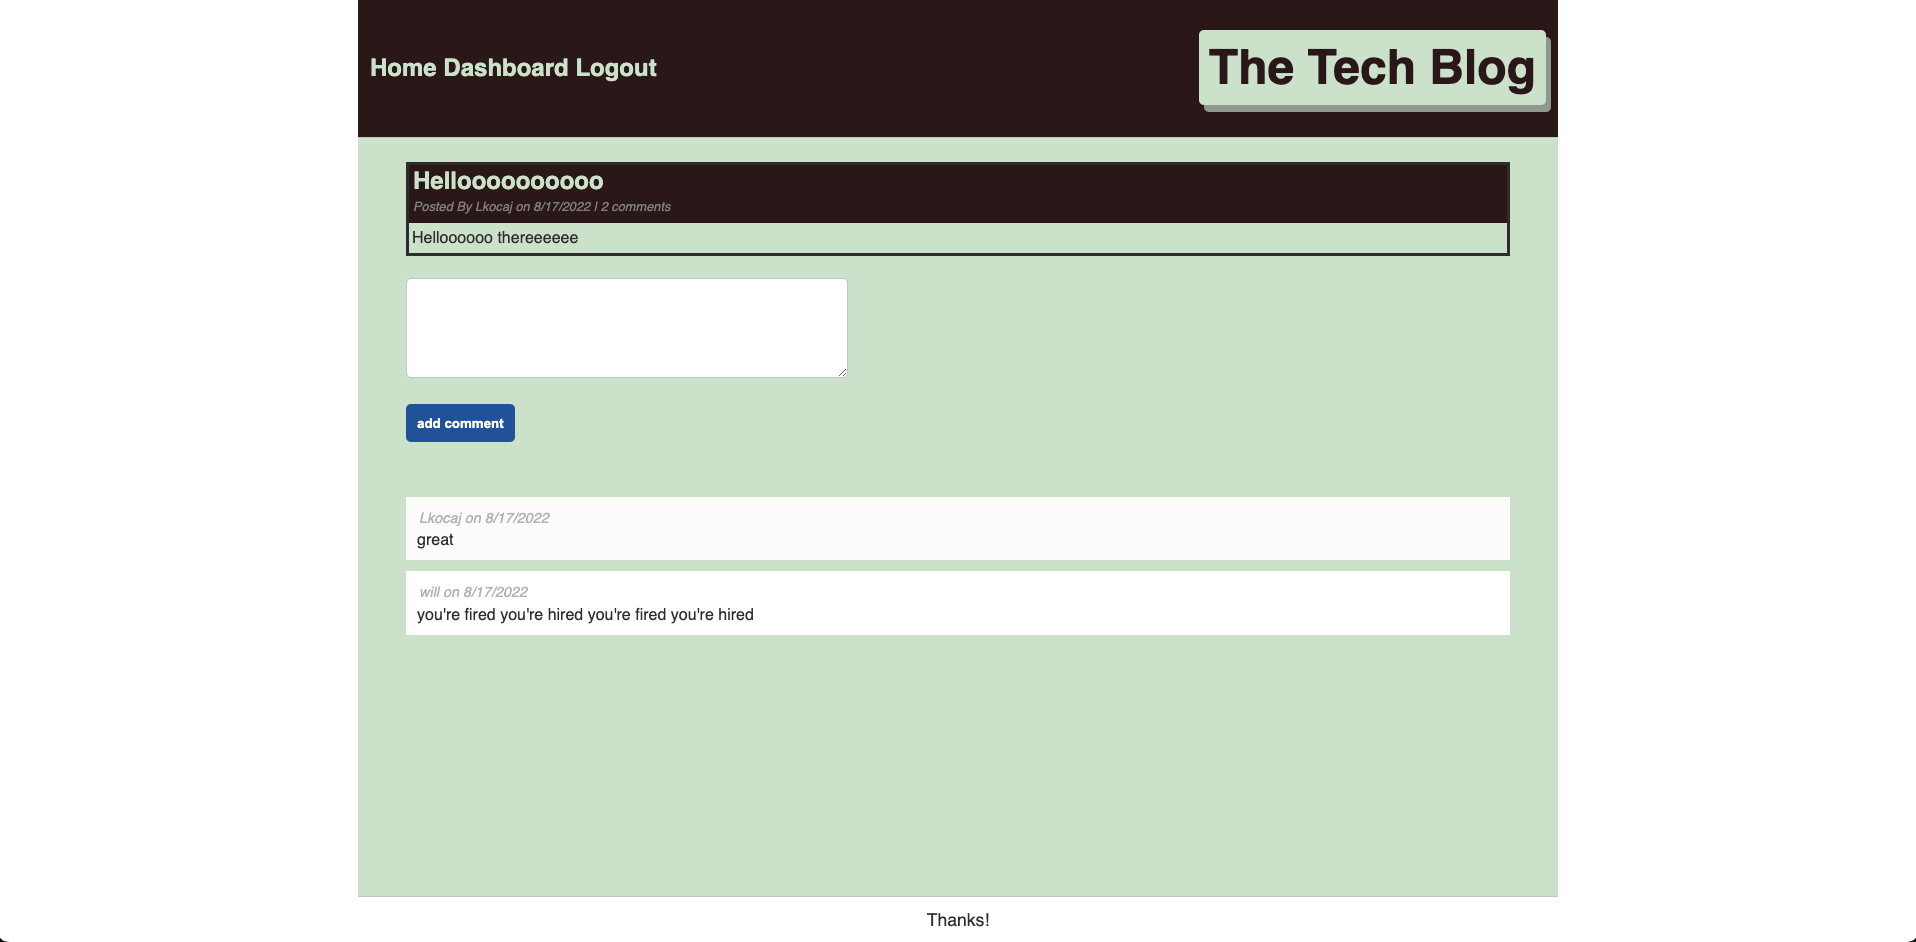 Home Dashboard Logout
The Tech Blog
Helloooooooooo
Posted By Lkocaj on 8/17/2022 | 2 comments
Helloooooo thereeeeee
add comment
Lkocaj on 8/17/2022
great
will on 8/17/2022
you're fired you're hired you're fired you're hired
Thanks!